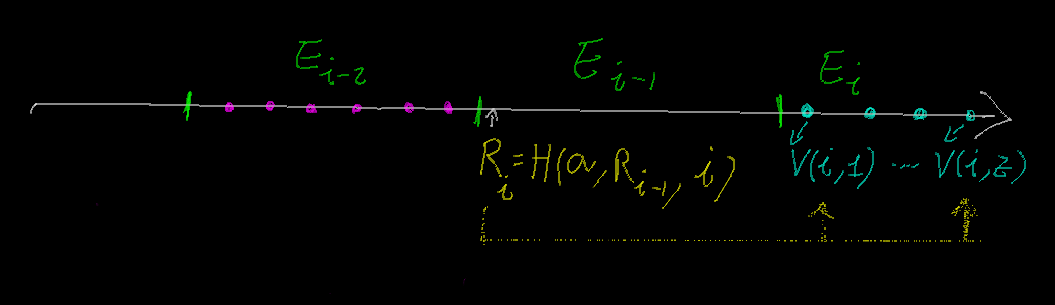 E_{i-2} E_{i-1} E_i
R_i = H(a, R_{i-1}, i) V(i,1) ... V(i,z)